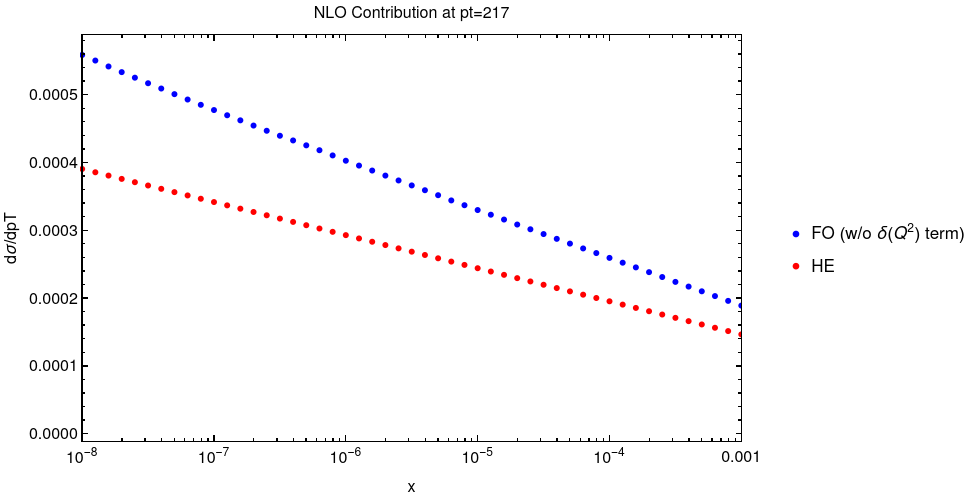 NLO Contribution at pt=217
dσ/dpT
0.0005
0.0004
0.0003
0.0002
0.0001
0.0000
10⁻⁸ 10⁻⁷ 10⁻⁶ 10⁻⁵ 10⁻⁴ 0.001
x
FO (w/o δ(Q²) term)
HE